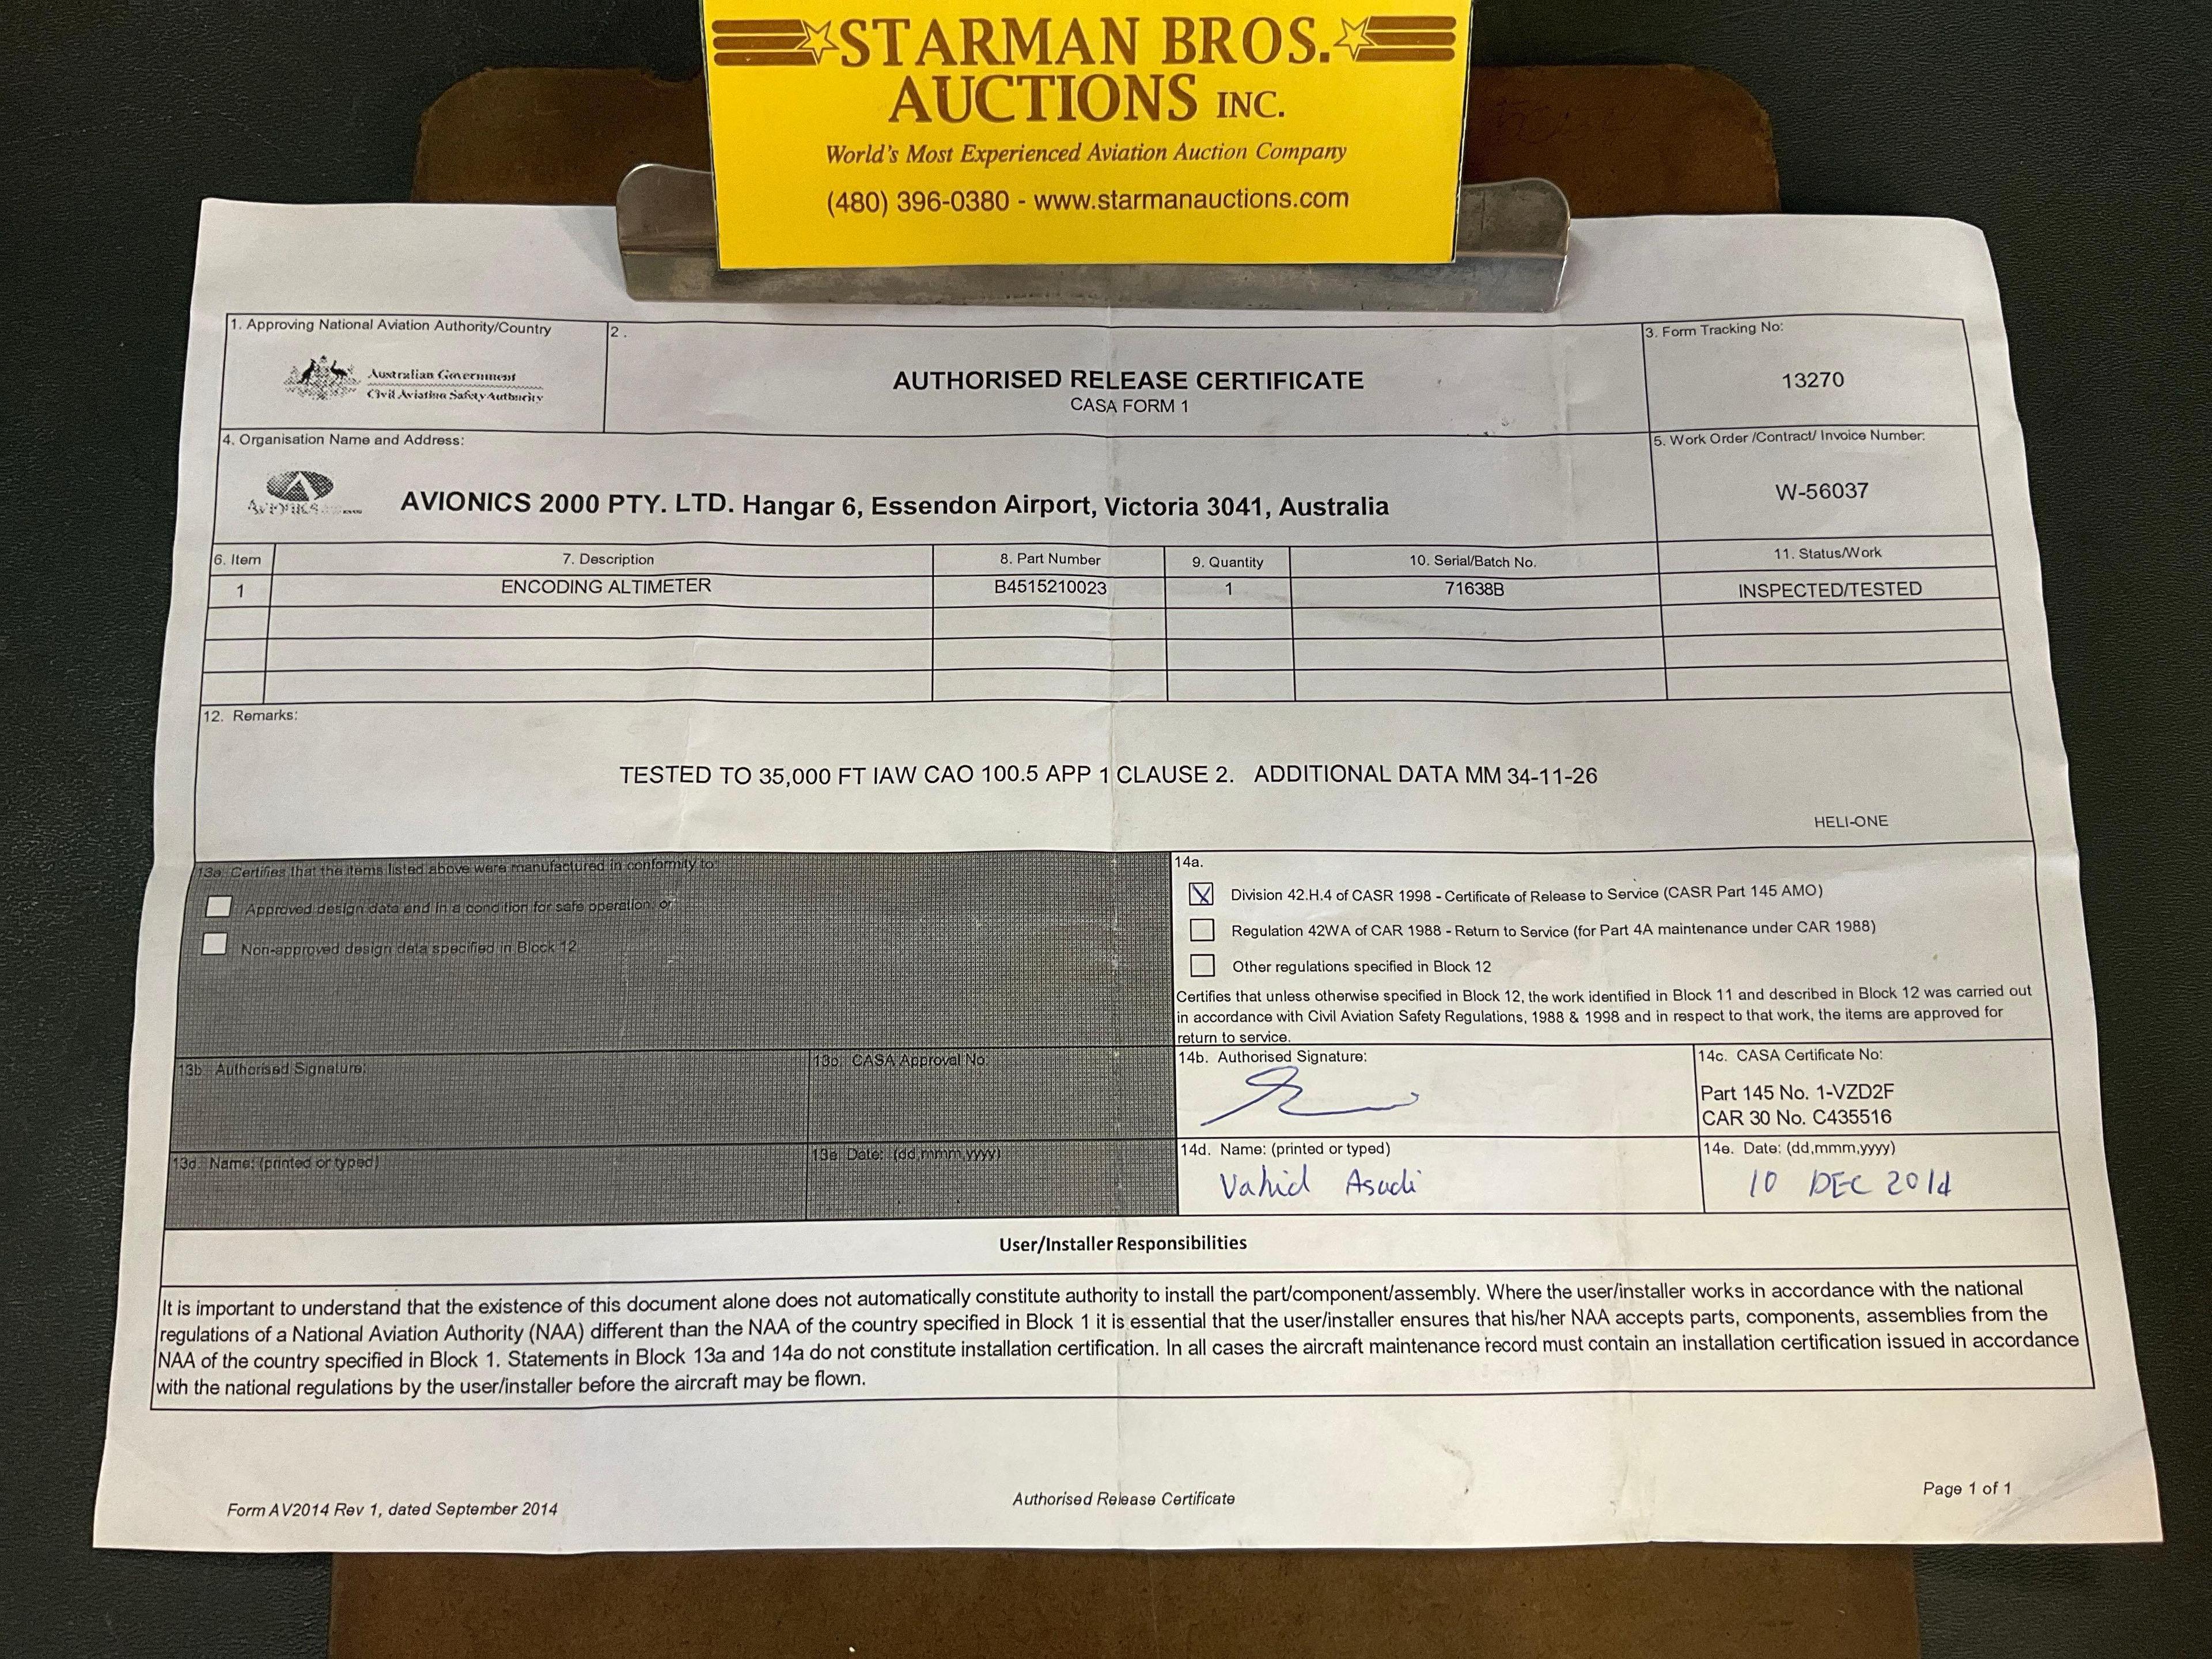 STARMAN BROS.
AUCTIONS INC.
World's Most Experienced Aviation Auction Company
(480) 396-0380 - www.starmanauctions.com
1. Approving National Aviation Authority/Country
Australian Government
Civil Aviation Safety Authority
2 .
AUTHORISED RELEASE CERTIFICATE
CASA FORM 1
3. Form Tracking No:
13270
4. Organisation Name and Address:
AVIONICS
AVIONICS 2000 PTY. LTD. Hangar 6, Essendon Airport, Victoria 3041, Australia
5. Work Order /Contract/ Invoice Number:
W-56037
6. Item 7. Description 8. Part Number 9. Quantity 10. Serial/Batch No. 11. Status/Work
1 ENCODING ALTIMETER B4515210023 1 71638B INSPECTED/TESTED
12. Remarks:
TESTED TO 35,000 FT IAW CAO 100.5 APP 1 CLAUSE 2. ADDITIONAL DATA MM 34-11-26
HELI-ONE
13a. Certifies that the items listed above were manufactured in conformity to:
Approved design data and in a condition for safe operation, or
Non-approved design data specified in Block 12.
14a.
Division 42.H.4 of CASR 1998 - Certificate of Release to Service (CASR Part 145 AMO)
Regulation 42WA of CAR 1988 - Return to Service (for Part 4A maintenance under CAR 1988)
Other regulations specified in Block 12
Certifies that unless otherwise specified in Block 12, the work identified in Block 11 and described in Block 12 was carried out
in accordance with Civil Aviation Safety Regulations, 1988 & 1998 and in respect to that work, the items are approved for
return to service.
13b. Authorised Signature:
13c. CASA Approval No:
14b. Authorised Signature:
14c. CASA Certificate No:
Part 145 No. 1-VZD2F
CAR 30 No. C435516
13d. Name: (printed or typed)
13e. Date: (dd,mmm,yyyy)
14d. Name: (printed or typed)
Vahid Asadi
14e. Date: (dd,mmm,yyyy)
10 DEC 2014
User/Installer Responsibilities
It is important to understand that the existence of this document alone does not automatically constitute authority to install the part/component/assembly. Where the user/installer works in accordance with the national
regulations of a National Aviation Authority (NAA) different than the NAA of the country specified in Block 1 it is essential that the user/installer ensures that his/her NAA accepts parts, components, assemblies from the
NAA of the country specified in Block 1. Statements in Block 13a and 14a do not constitute installation certification. In all cases the aircraft maintenance record must contain an installation certification issued in accordance
with the national regulations by the user/installer before the aircraft may be flown.
Form AV2014 Rev 1, dated September 2014
Authorised Release Certificate
Page 1 of 1